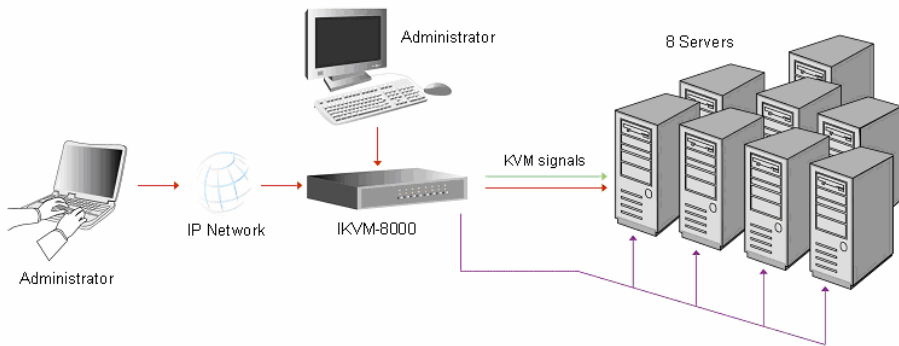 Administrator
8 Servers
KVM signals
IP Network
IKVM-8000
Administrator